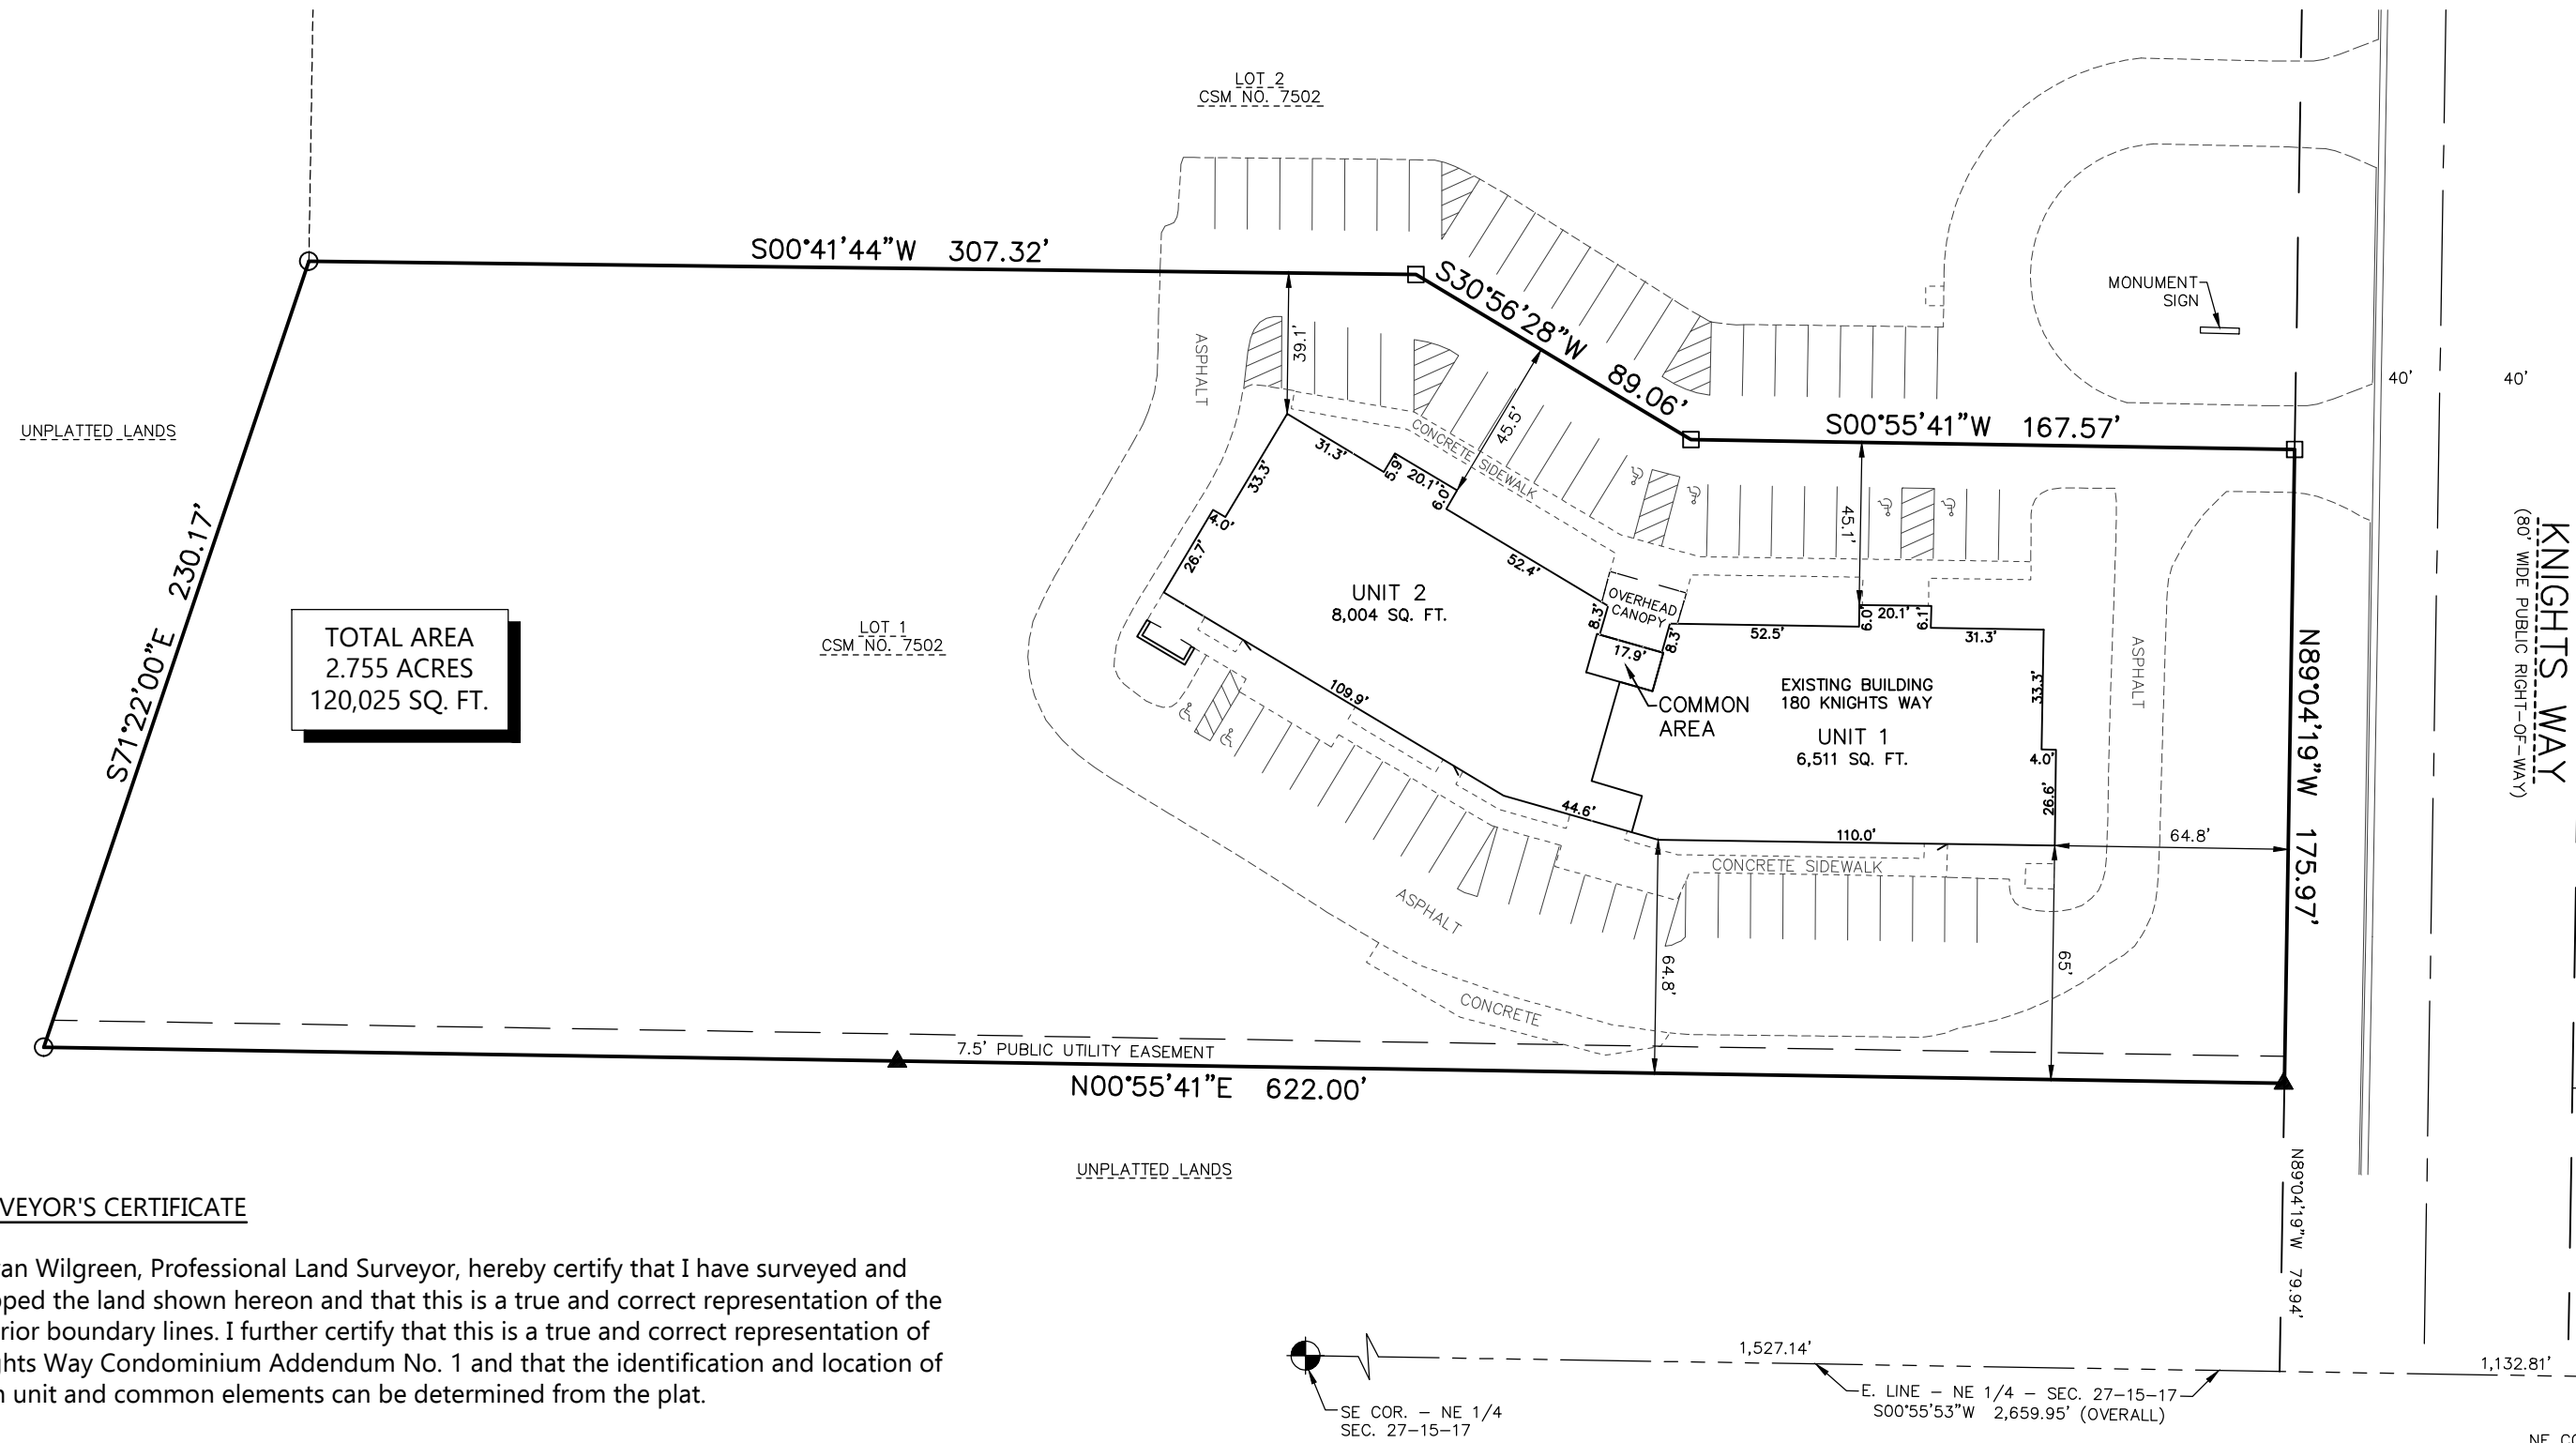 LOT 2
CSM NO. 7502
S00°41'44"W 307.32'
S30°56'28"W 89.06'
S00°55'41"W 167.57'
MONUMENT
SIGN
40'
40'
KNIGHTS WAY
(80' WIDE PUBLIC RIGHT-OF-WAY)
UNPLATTED LANDS
S71°22'00"E 230.17'
TOTAL AREA
2.755 ACRES
120,025 SQ. FT.
LOT 1
CSM NO. 7502
ASPHALT
39.1'
45.5'
45.1'
CONCRETE SIDEWALK
31.3'
5.9'
20.1'
6.0'
33.3'
4.0'
26.7'
52.4'
UNIT 2
8,004 SQ. FT.
OVERHEAD
CANOPY
8.3'
8.3'
17.9'
COMMON
AREA
52.5'
6.0'
20.1'
6.1'
31.3'
33.3'
4.0'
26.6'
EXISTING BUILDING
180 KNIGHTS WAY
UNIT 1
6,511 SQ. FT.
109.9'
44.6'
110.0'
64.8'
ASPHALT
N89°04'19"W 175.97'
CONCRETE SIDEWALK
ASPHALT
64.8'
65'
CONCRETE
7.5' PUBLIC UTILITY EASEMENT
N00°55'41"E 622.00'
UNPLATTED LANDS
N89°04'19"W 79.94'
VEYOR'S CERTIFICATE
an Wilgreen, Professional Land Surveyor, hereby certify that I have surveyed and
pped the land shown hereon and that this is a true and correct representation of the
rior boundary lines. I further certify that this is a true and correct representation of
ghts Way Condominium Addendum No. 1 and that the identification and location of
h unit and common elements can be determined from the plat.
1,527.14'
1,132.81'
SE COR. - NE 1/4
SEC. 27-15-17
E. LINE - NE 1/4 - SEC. 27-15-17
S00°55'53"W 2,659.95' (OVERALL)
NE CO